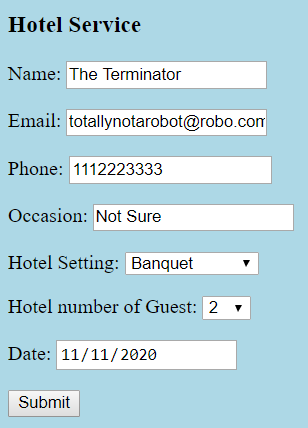 Hotel Service
Name: The Terminator
Email: totallynotarobot@robo.com
Phone: 1112223333
Occasion: Not Sure
Hotel Setting: Banquet
Hotel number of Guest: 2
Date: 11/11/2020
Submit